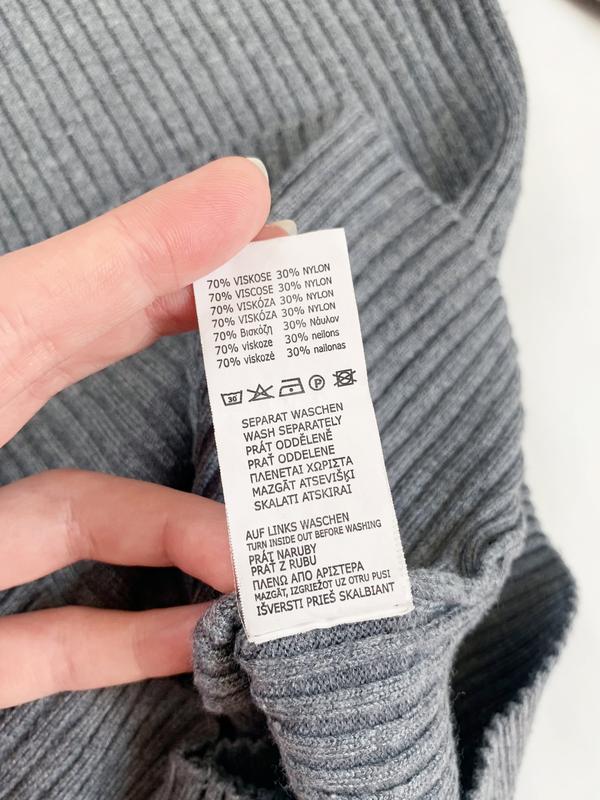 70% VISKOSE 30% NYLON
70% VISCOSE 30% NYLON
70% VISKÓZA 30% NYLON
70% VISKÓZA 30% NYLON
70% Βισκόζη 30% Νάυλον
70% viskoze 30% neilons
70% viskozė 30% nailonas
30 P
SEPARAT WASCHEN
WASH SEPARATELY
PRÁT ODDĚLENĚ
PRAŤ ODDELENE
ΠΛΕΝΕΤΑΙ ΧΩΡΙΣΤΑ
MAZGĀT ATSEVIŠĶI
SKALATI ATSKIRAI
AUF LINKS WASCHEN
TURN INSIDE OUT BEFORE WASHING
PRÁT NARUBY
PRAŤ Z RUBU
ΠΛΕΝΩ ΑΠΟ ΑΡΙΣΤΕΡΑ
MAZGĀT, IZGRIEŽOT UZ OTRU PUSI
IŠVERSTI PRIEŠ SKALBIANT